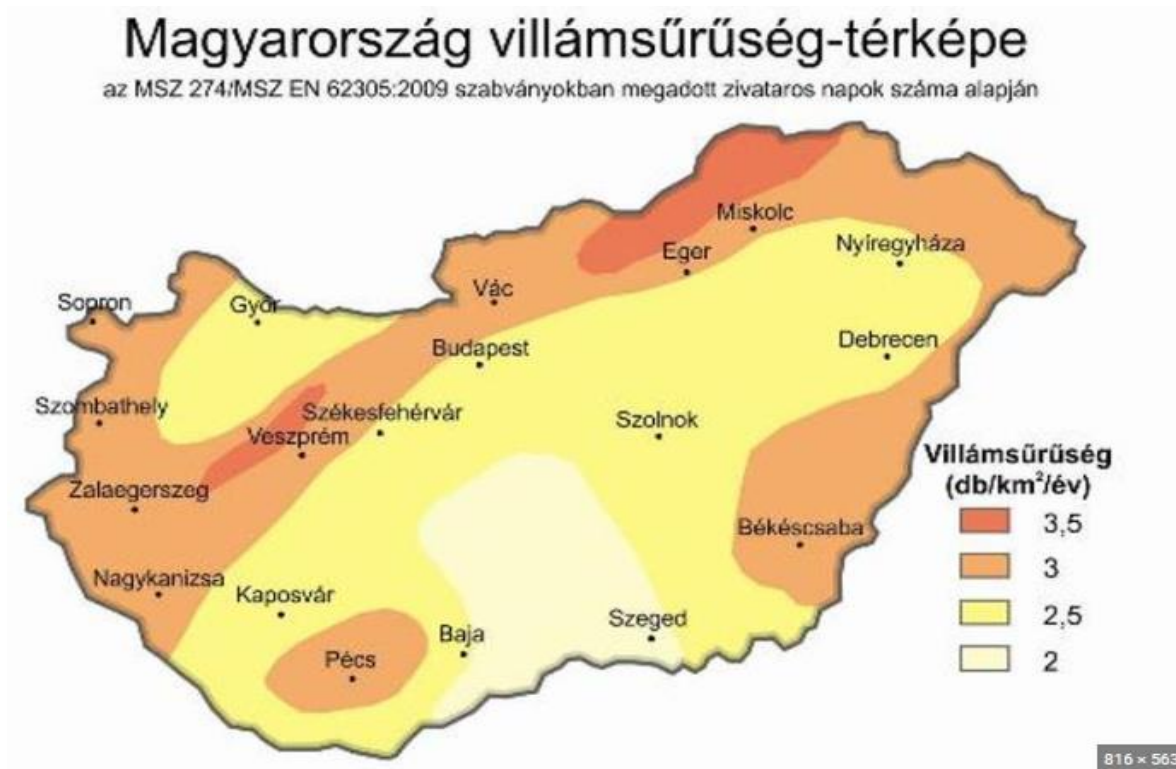 Magyarország villámsűrűség-térképe
az MSZ 274/MSZ EN 62305:2009 szabványokban megadott zivataros napok száma alapján
Miskolc
Eger
Nyíregyháza
Vác
Sopron
Győr
Budapest
Debrecen
Szombathely
Székesfehérvár
Veszprém
Szolnok
Zalaegerszeg
Békéscsaba
Nagykanizsa
Kaposvár
Szeged
Baja
Pécs
Villámsűrűség
(db/km²/év)
3,5
3
2,5
2
816 × 563